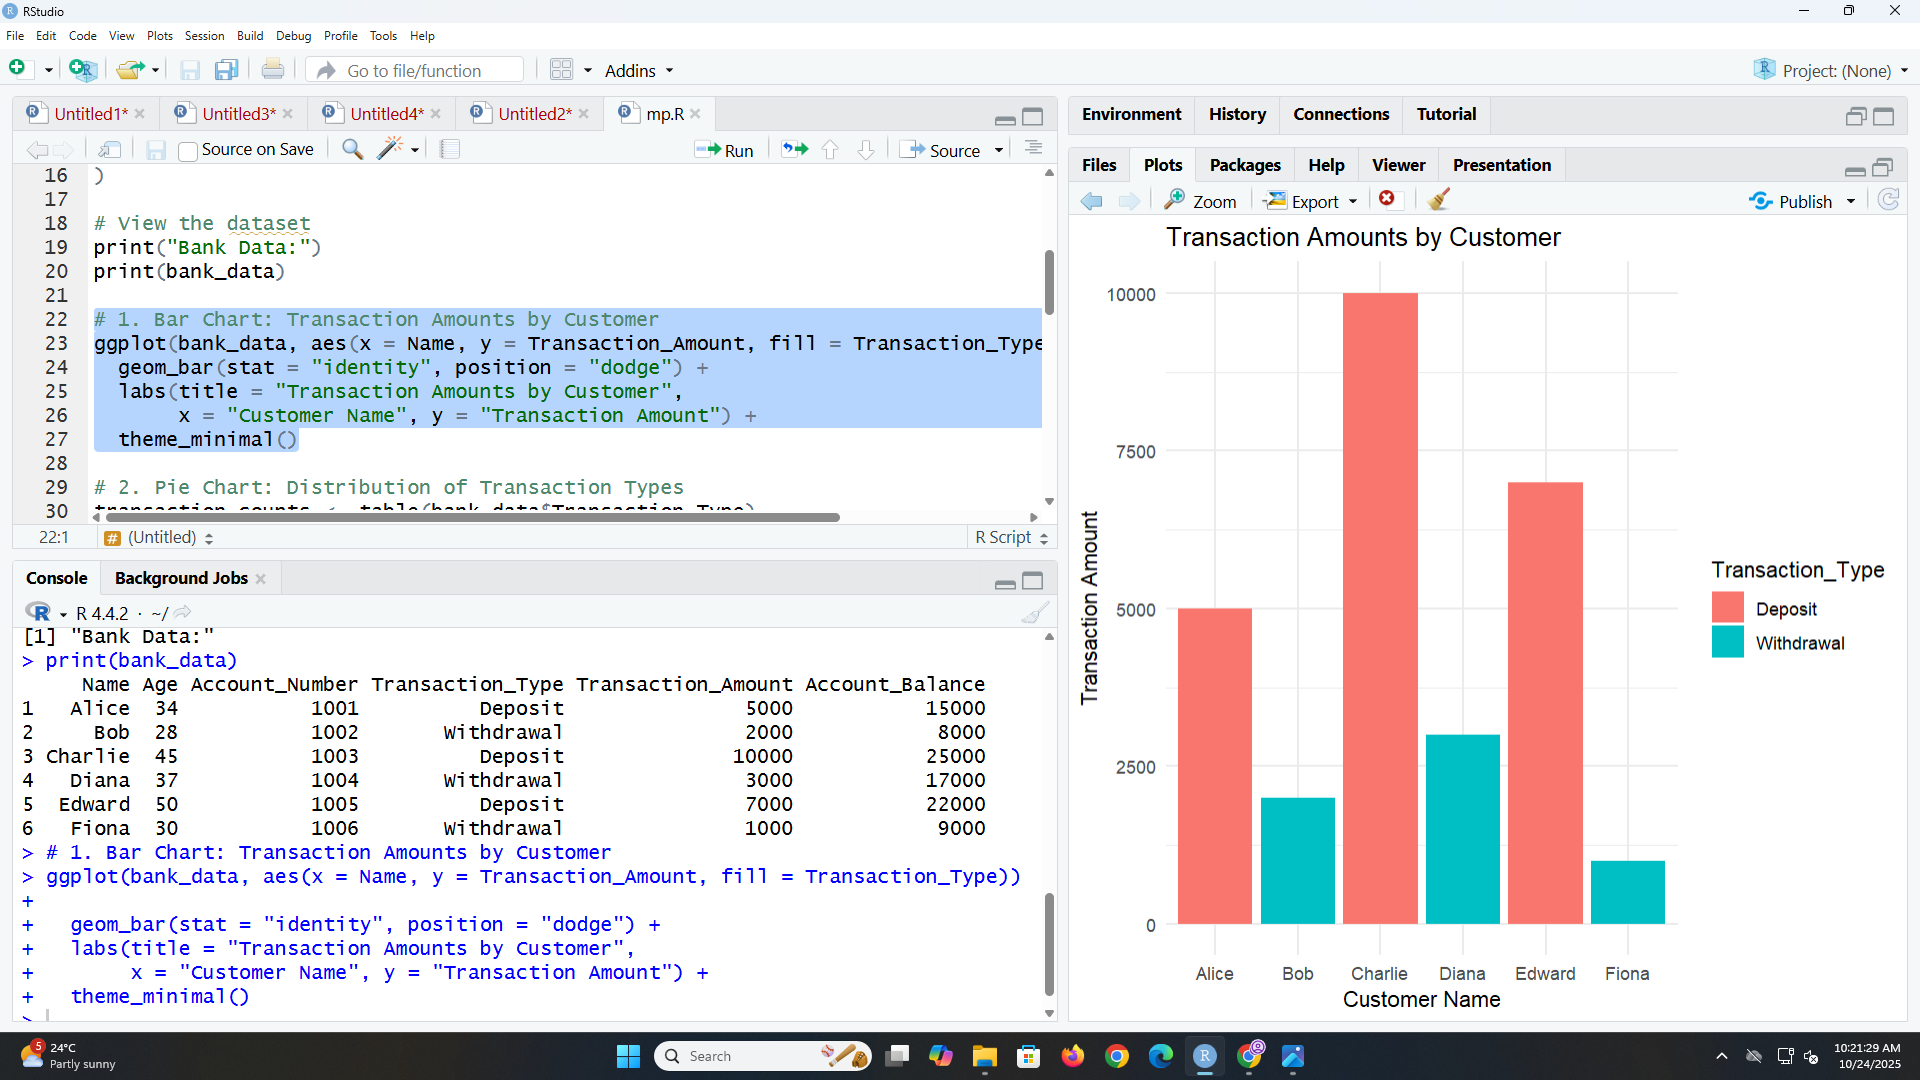 RStudio
File Edit Code View Plots Session Build Debug Profile Tools Help
Go to file/function Addins Project: (None)
Untitled1* Untitled3* Untitled4* Untitled2* mp.R
Source on Save Run Source
16 )
17
18 # View the dataset
19 print("Bank Data:")
20 print(bank_data)
21
22 # 1. Bar Chart: Transaction Amounts by Customer
23 ggplot(bank_data, aes(x = Name, y = Transaction_Amount, fill = Transaction_Type
24 geom_bar(stat = "identity", position = "dodge") +
25 labs(title = "Transaction Amounts by Customer",
26 x = "Customer Name", y = "Transaction Amount") +
27 theme_minimal()
28
29 # 2. Pie Chart: Distribution of Transaction Types
30 transaction_counts <- table(bank_data$Transaction_Type)
22:1 # (Untitled) R Script
Console Background Jobs
R 4.4.2 · ~/
[1] "Bank Data:"
> print(bank_data)
Name Age Account_Number Transaction_Type Transaction_Amount Account_Balance
1 Alice 34 1001 Deposit 5000 15000
2 Bob 28 1002 Withdrawal 2000 8000
3 Charlie 45 1003 Deposit 10000 25000
4 Diana 37 1004 Withdrawal 3000 17000
5 Edward 50 1005 Deposit 7000 22000
6 Fiona 30 1006 Withdrawal 1000 9000
> # 1. Bar Chart: Transaction Amounts by Customer
> ggplot(bank_data, aes(x = Name, y = Transaction_Amount, fill = Transaction_Type))
+
+ geom_bar(stat = "identity", position = "dodge") +
+ labs(title = "Transaction Amounts by Customer",
+ x = "Customer Name", y = "Transaction Amount") +
+ theme_minimal()
>
Environment History Connections Tutorial
Files Plots Packages Help Viewer Presentation
Zoom Export Publish
Transaction Amounts by Customer
10000
7500
5000
2500
0
Transaction Amount
Alice Bob Charlie Diana Edward Fiona
Customer Name
Transaction_Type
Deposit
Withdrawal
5
24°C
Partly sunny
Search
10:21:29 AM
10/24/2025